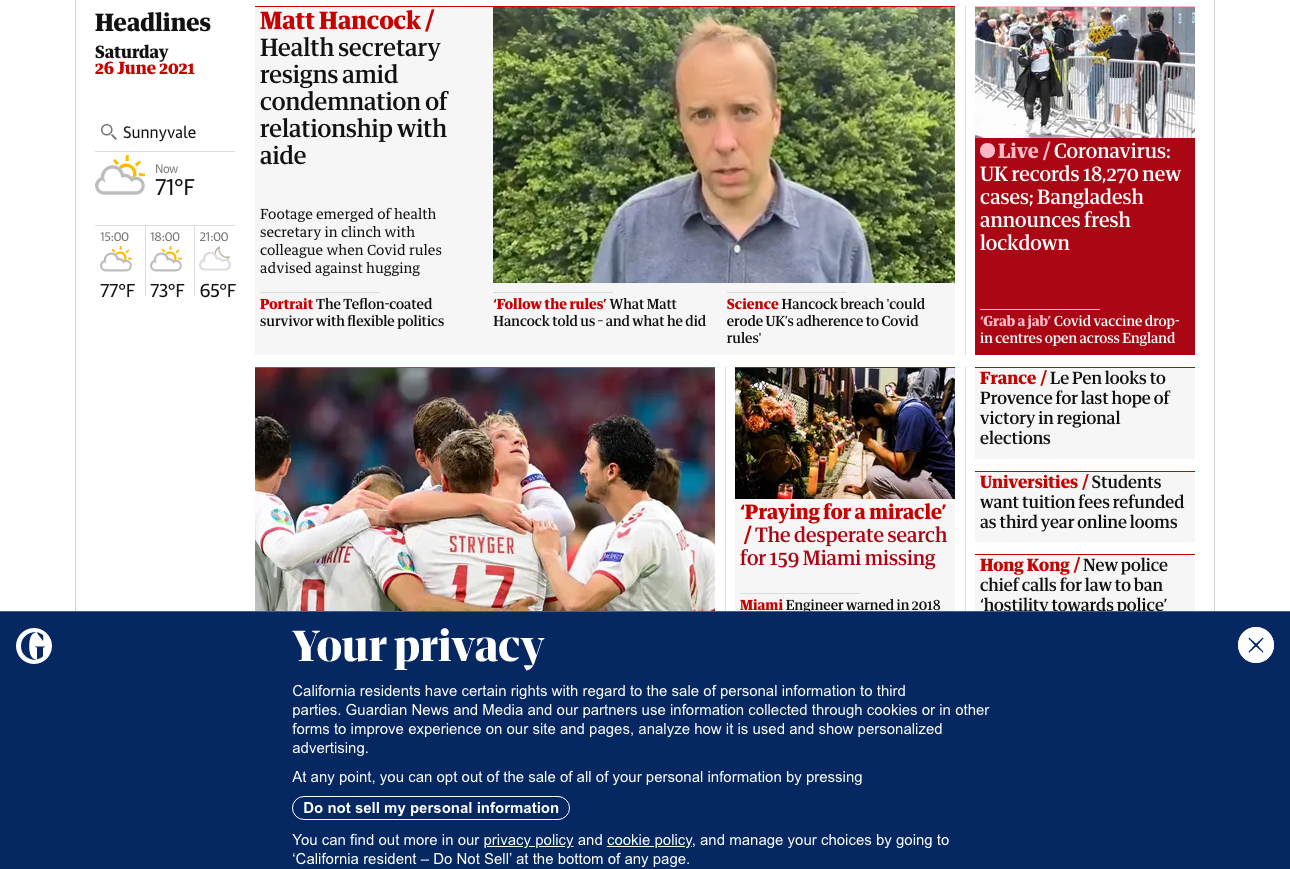 Headlines
Saturday
26 June 2021
Sunnyvale
Now
71°F
15:00
18:00
21:00
77°F
73°F
65°F
Matt Hancock /
Health secretary
resigns amid
condemnation of
relationship with
aide
Footage emerged of health
secretary in clinch with
colleague when Covid rules
advised against hugging
Portrait The Teflon-coated
survivor with flexible politics
‘Follow the rules’ What Matt
Hancock told us – and what he did
Science Hancock breach 'could
erode UK’s adherence to Covid
rules'
Live / Coronavirus:
UK records 18,270 new
cases; Bangladesh
announces fresh
lockdown
‘Grab a jab’ Covid vaccine drop-
in centres open across England
STRYGER
17
RESPECT
‘Praying for a miracle’
/ The desperate search
for 159 Miami missing
Miami Engineer warned in 2018
France / Le Pen looks to
Provence for last hope of
victory in regional
elections
Universities / Students
want tuition fees refunded
as third year online looms
Hong Kong / New police
chief calls for law to ban
‘hostility towards police’
G
Your privacy
California residents have certain rights with regard to the sale of personal information to third
parties. Guardian News and Media and our partners use information collected through cookies or in other
forms to improve experience on our site and pages, analyze how it is used and show personalized
advertising.
At any point, you can opt out of the sale of all of your personal information by pressing
Do not sell my personal information
You can find out more in our privacy policy and cookie policy, and manage your choices by going to
‘California resident – Do Not Sell’ at the bottom of any page.